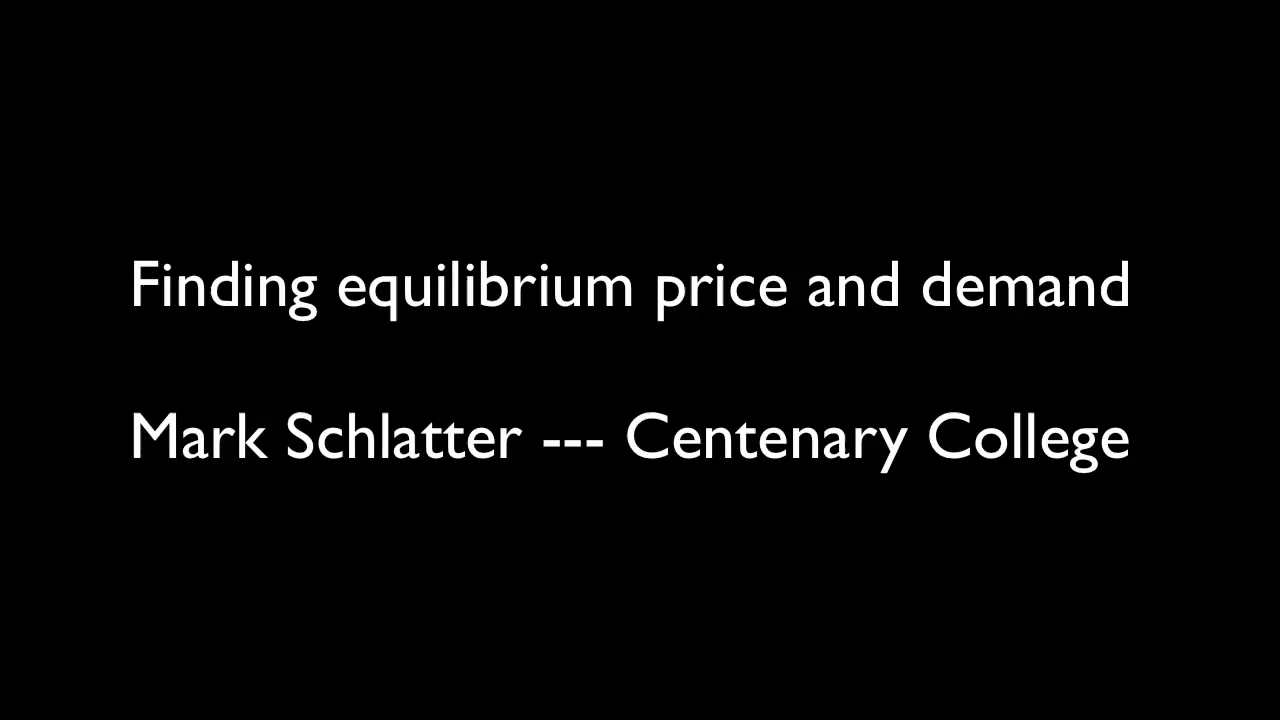 Finding equilibrium price and demand
Mark Schlatter --- Centenary College